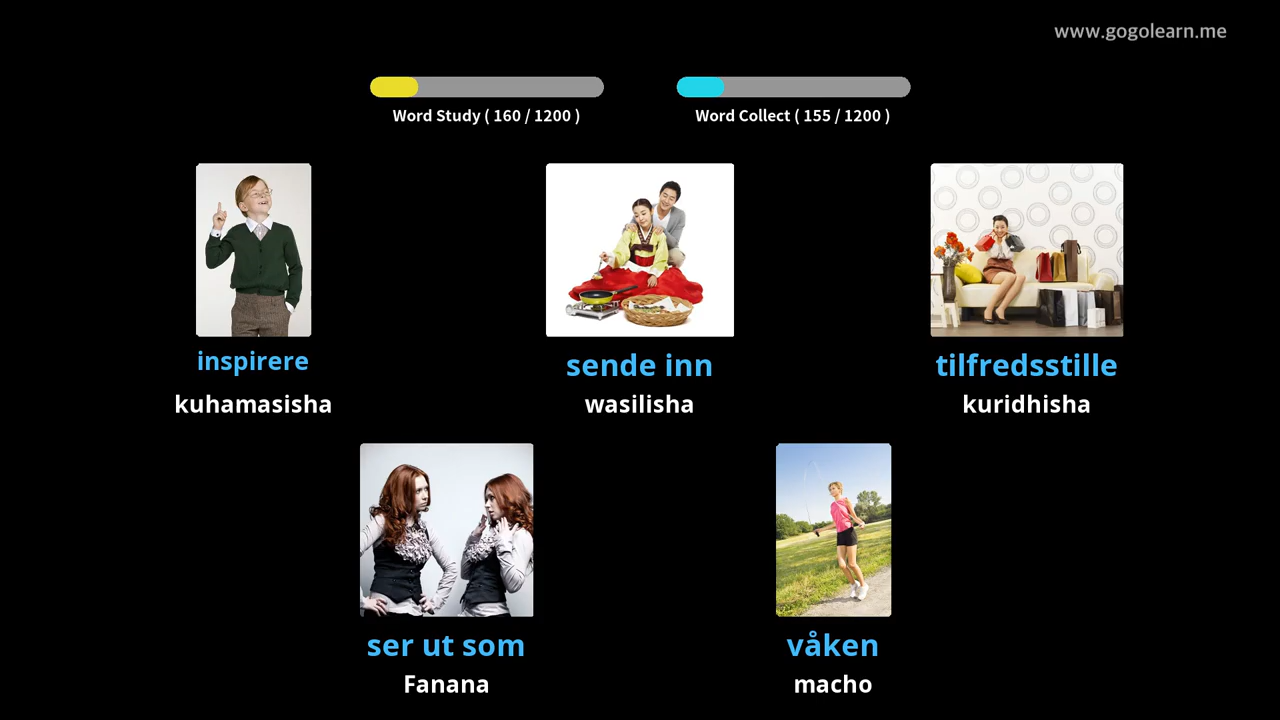 www.gogolearn.me
Word Study ( 160 / 1200 )
Word Collect ( 155 / 1200 )
inspirere
kuhamasisha
sende inn
wasilisha
tilfredsstille
kuridhisha
ser ut som
Fanana
våken
macho